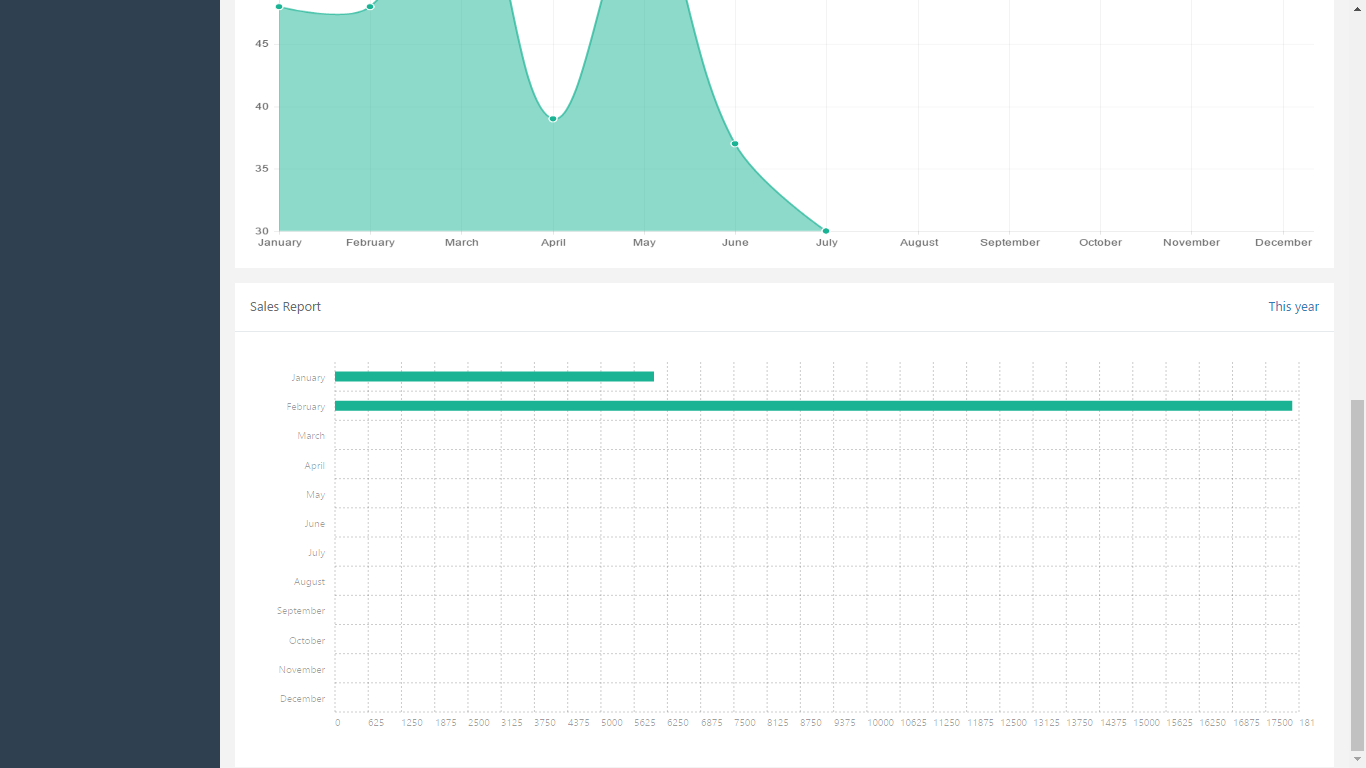 45
40
35
30
January February March April May June July August September October November December
Sales Report This year
January
February
March
April
May
June
July
August
September
October
November
December
0 625 1250 1875 2500 3125 3750 4375 5000 5625 6250 6875 7500 8125 8750 9375 10000 10625 11250 11875 12500 13125 13750 14375 15000 15625 16250 16875 17500 181